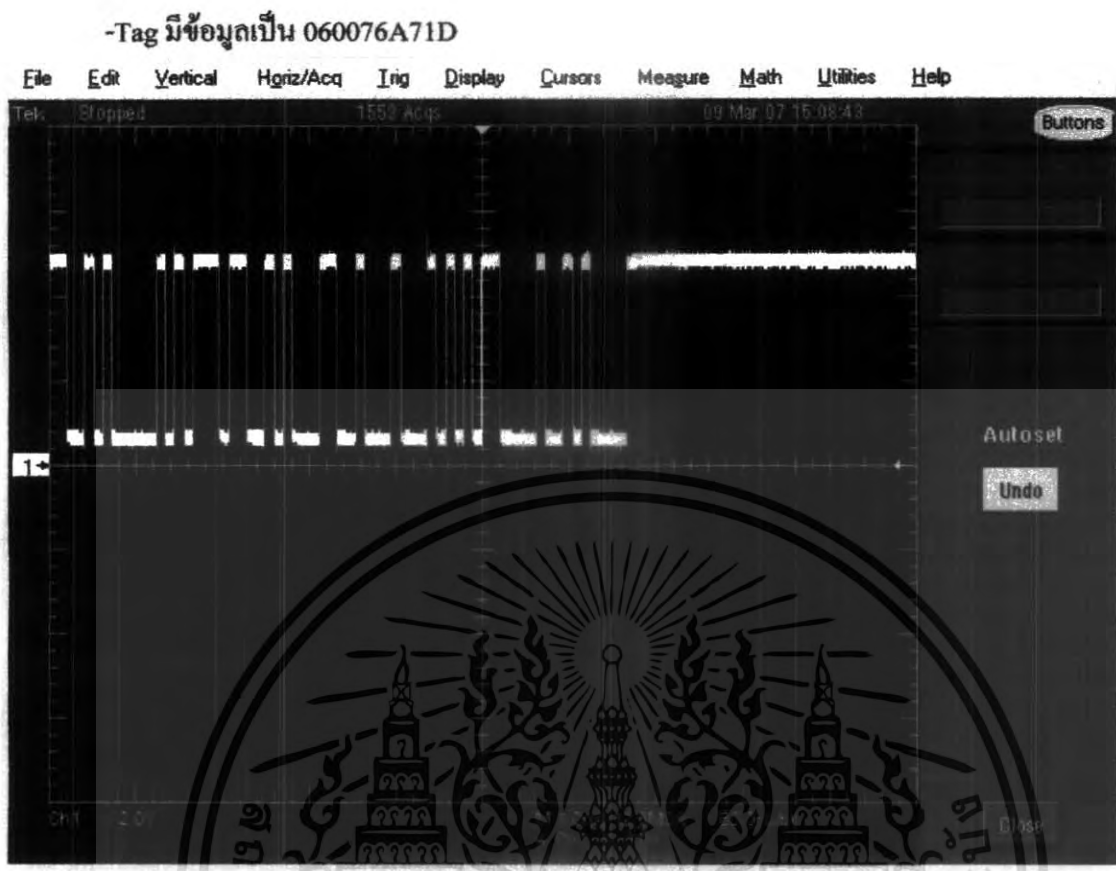 -Tag มีข้อมูลเป็น 060076A71D
File Edit Vertical Horiz/Acq Trig Display Cursors Measure Math Utilities Help
Tek Stopped 1553 Acqs 09 Mar 07 15:08:43
Buttons
1
Autoset
Undo
Close